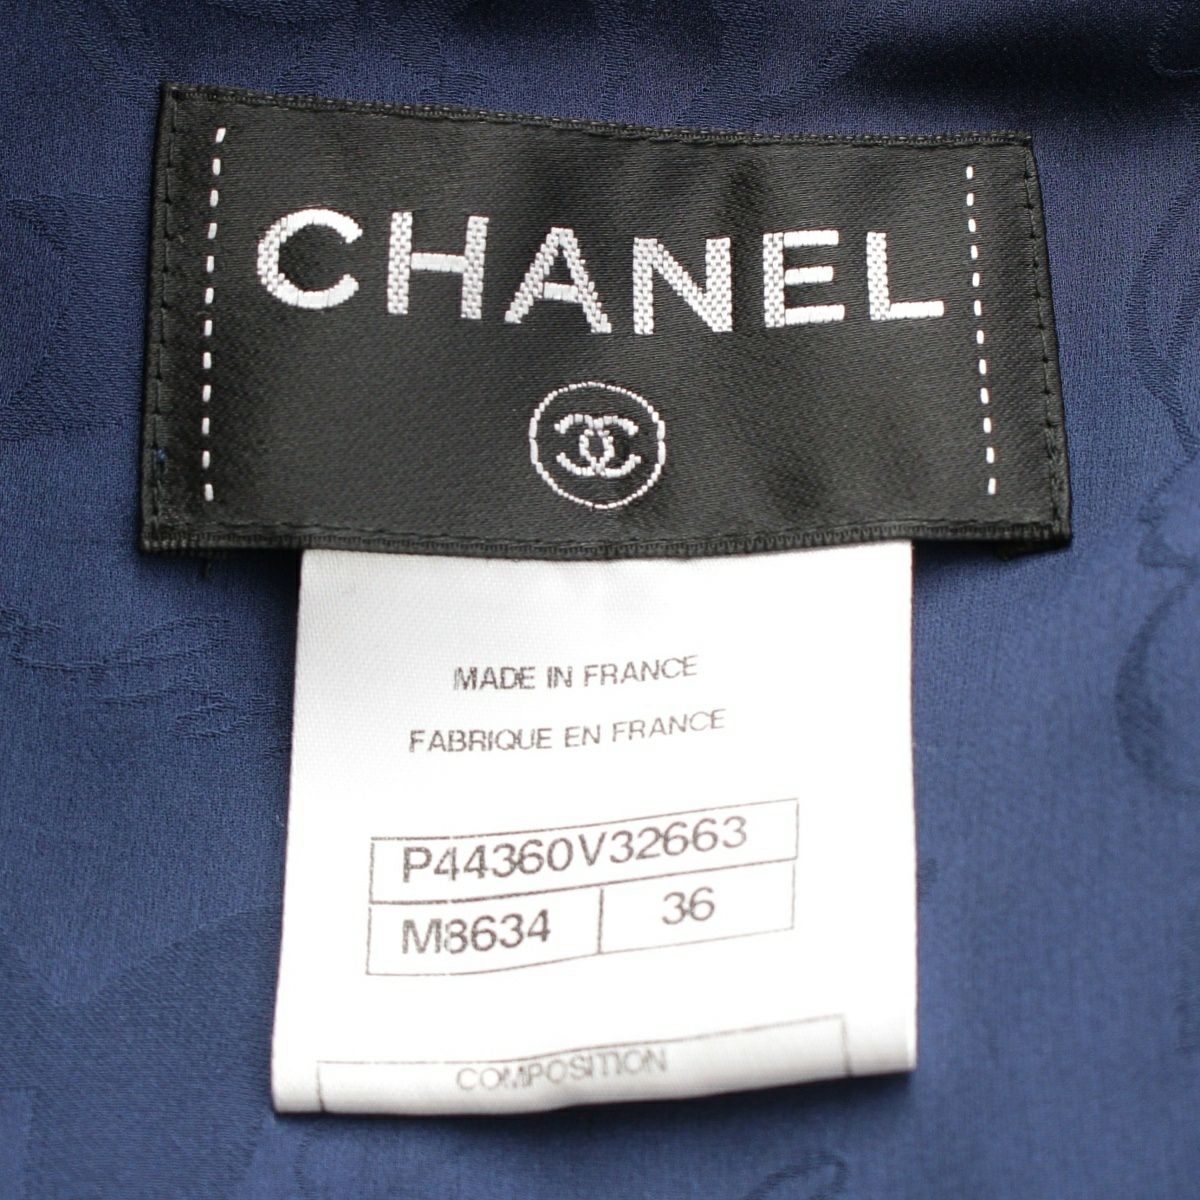 CHANEL
MADE IN FRANCE
FABRIQUE EN FRANCE
P44360V32663
M8634 36
COMPOSITION